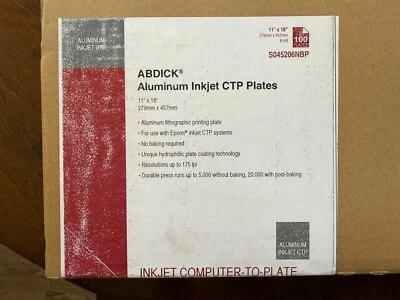 ALUMINUM
INKJET CTP
11" x 18"
279mm x 457mm
6 mil
100
PLATES
S045206NBP
ABDICK®
Aluminum Inkjet CTP Plates
11" x 18"
279mm x 457mm
• Aluminum lithographic printing plate
• For use with Epson® inkjet CTP systems
• No baking required
• Unique hydrophilic plate coating technology
• Resolutions up to 175 lpi
• Durable press runs up to 5,000 without baking, 20,000 with post-baking.
ALUMINUM
INKJET CTP
INKJET COMPUTER-TO-PLATE